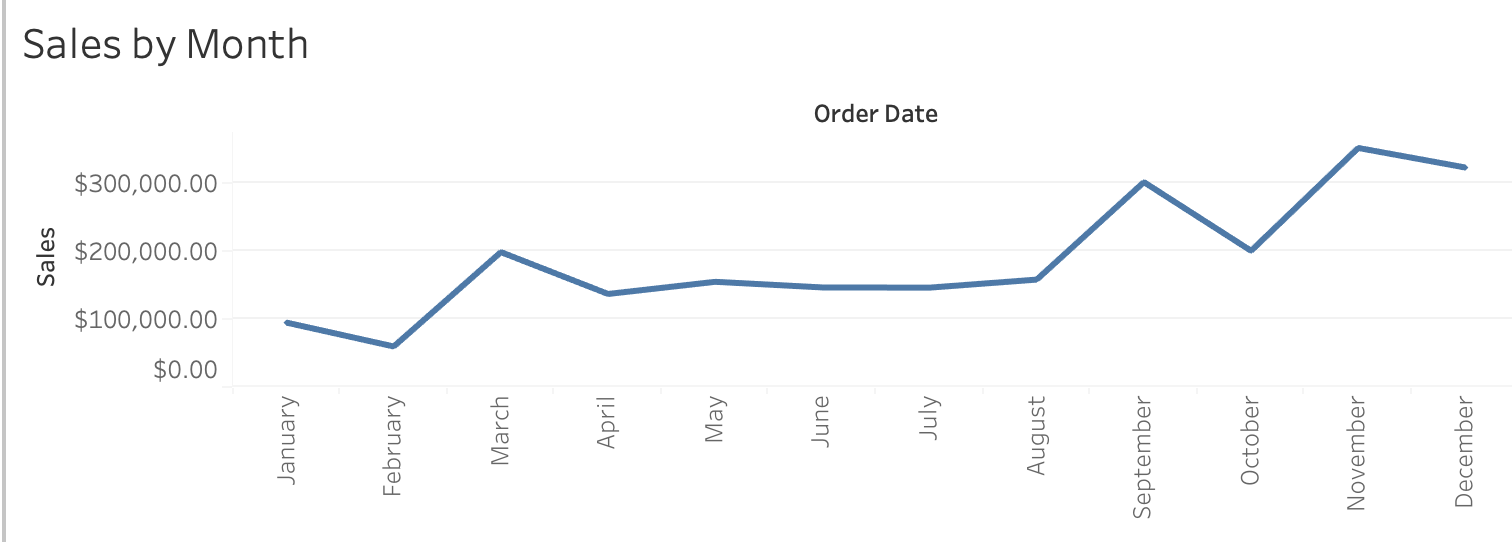 Sales by Month
Order Date
Sales
$300,000.00
$200,000.00
$100,000.00
$0.00
January
February
March
April
May
June
July
August
September
October
November
December